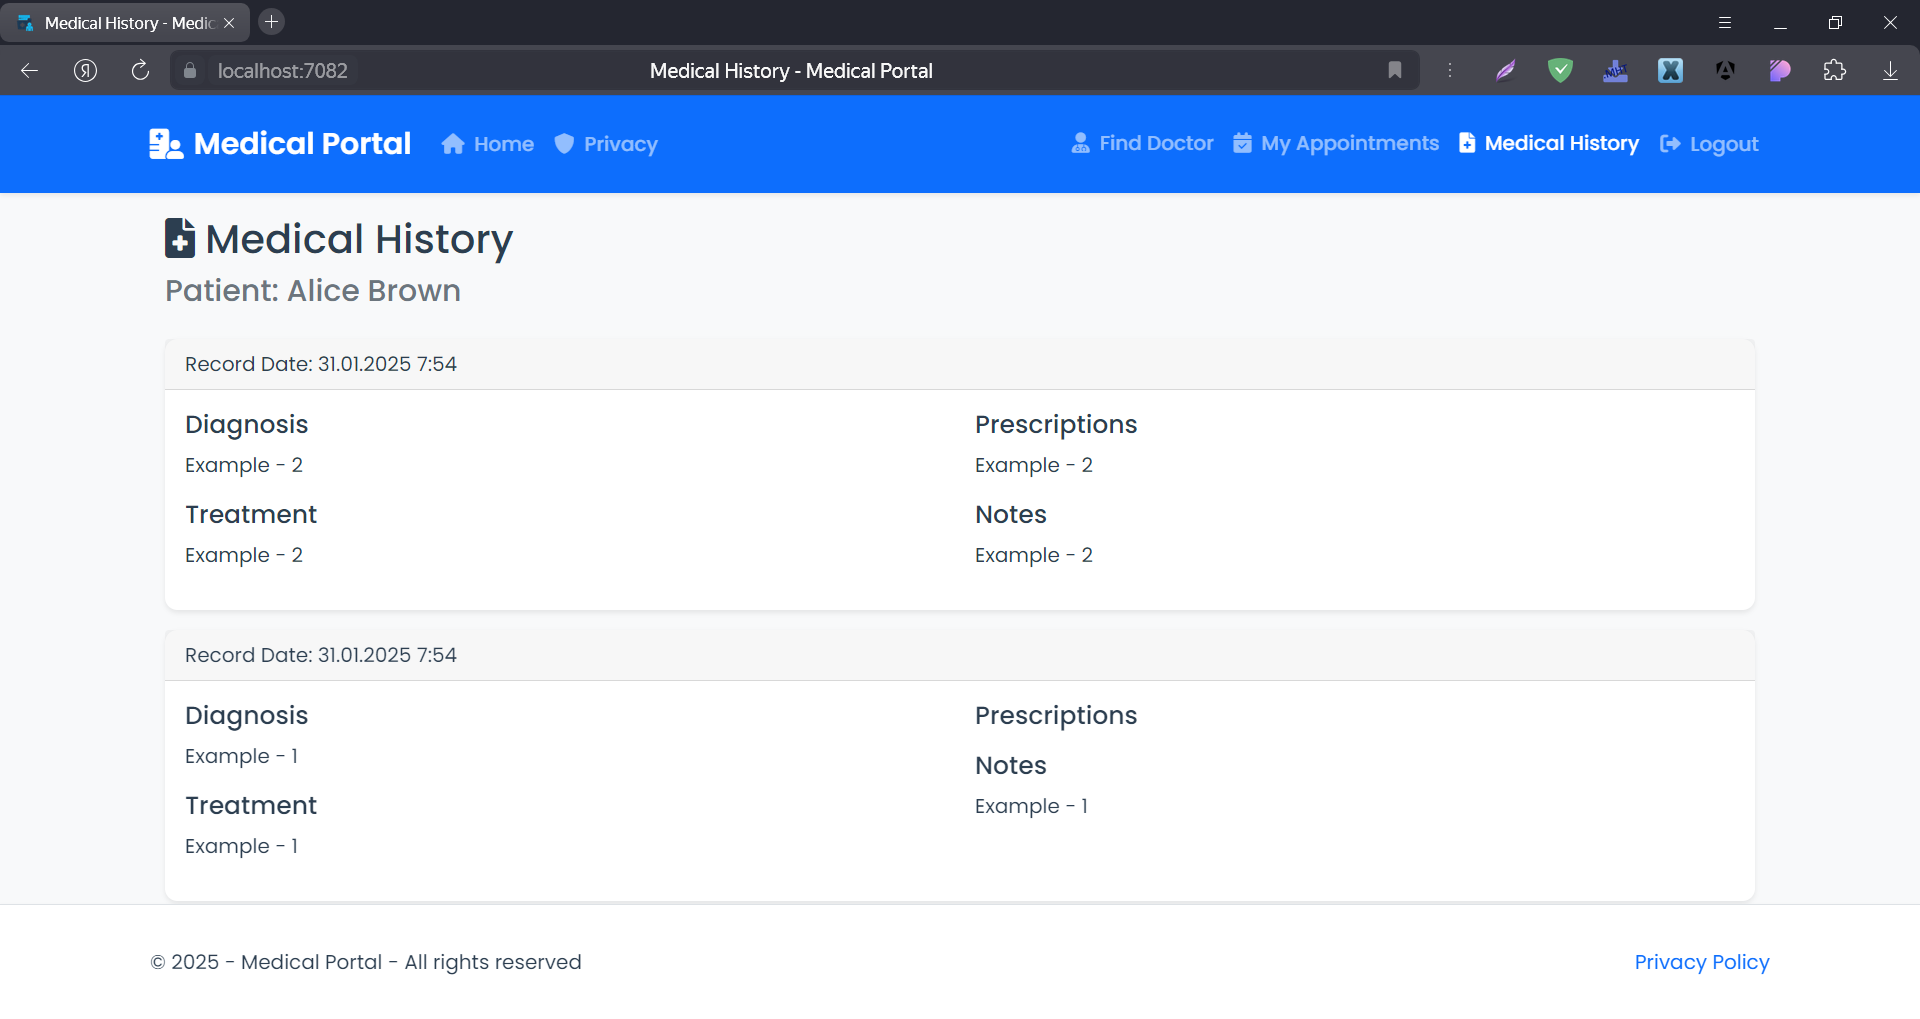 Medical History - Medic
localhost:7082
Medical History - Medical Portal
Medical Portal
Home
Privacy
Find Doctor
My Appointments
Medical History
Logout
Medical History
Patient: Alice Brown
Record Date: 31.01.2025 7:54
Diagnosis
Example - 2
Treatment
Example - 2
Prescriptions
Example - 2
Notes
Example - 2
Record Date: 31.01.2025 7:54
Diagnosis
Example - 1
Treatment
Example - 1
Prescriptions
Notes
Example - 1
© 2025 - Medical Portal - All rights reserved
Privacy Policy